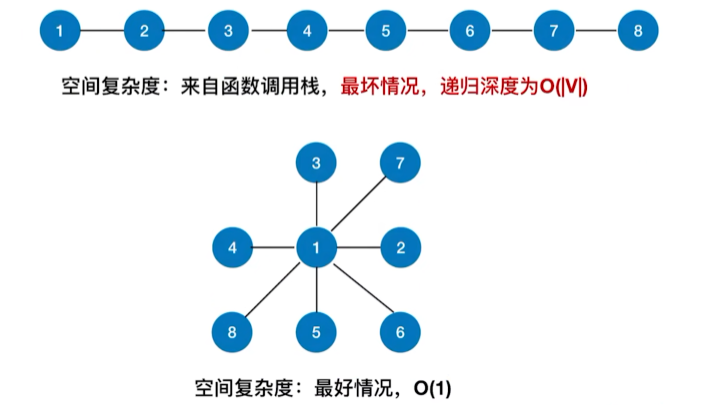 1 2 3 4 5 6 7 8
空间复杂度：来自函数调用栈，最坏情况，递归深度为O(|V|)
3 7
4 1 2
8 5 6
空间复杂度：最好情况，O(1)